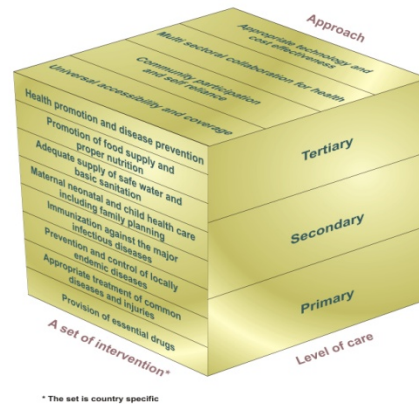 Approach
Appropriate technology and
cost effectiveness
Multi sectoral collaboration for health
Community participation
and self reliance
Universal accessibility and coverage
Health promotion and disease prevention
Promotion of food supply and
proper nutrition
Adequate supply of safe water and
basic sanitation
Maternal neonatal and child health care
including family planning
Immunization against the major
infectious diseases
Prevention and control of locally
endemic diseases
Appropriate treatment of common
diseases and injuries
Provision of essential drugs
A set of intervention*
Tertiary
Secondary
Primary
Level of care
* The set is country specific